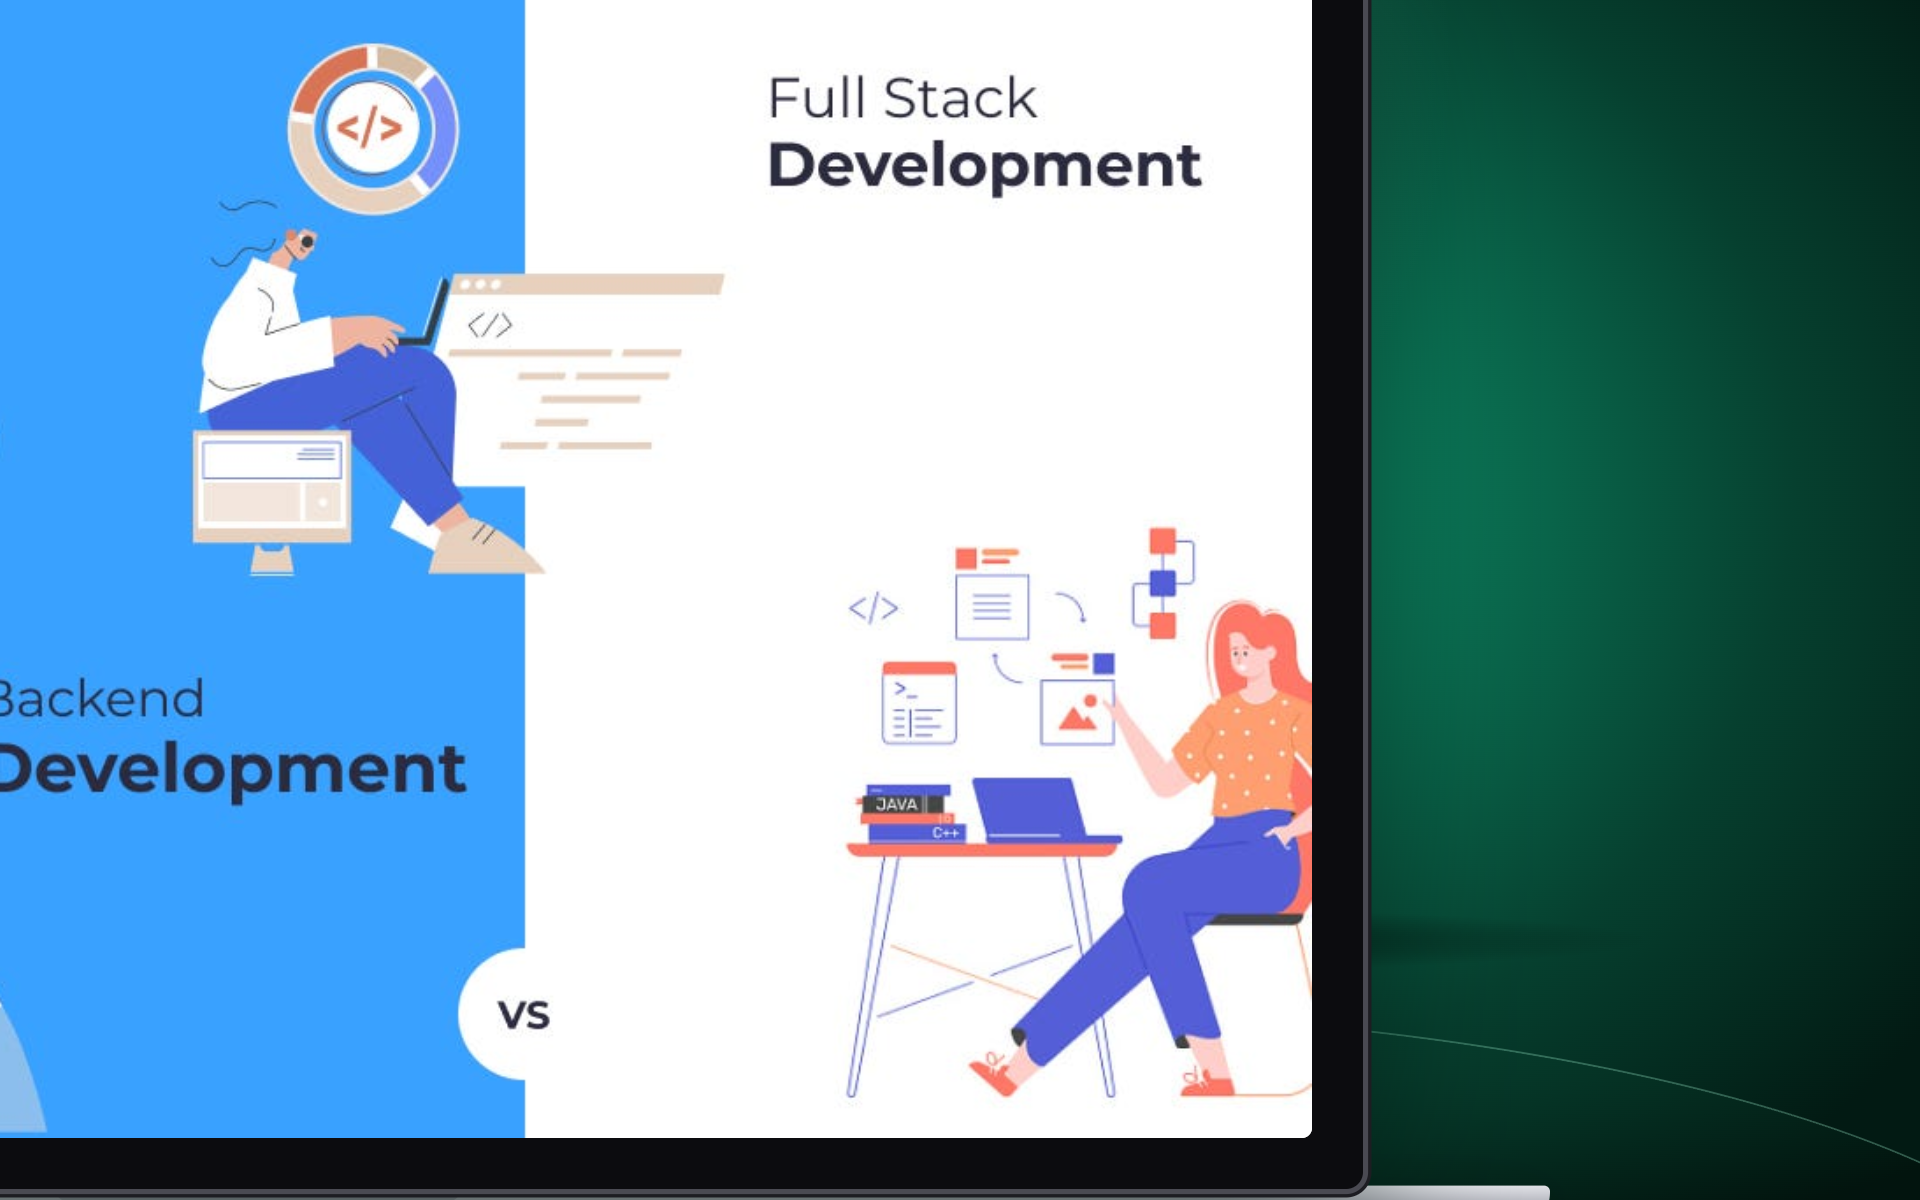 </>
Full Stack
Development
</>
</>
>_
Backend
Development
JAVA
C++
VS